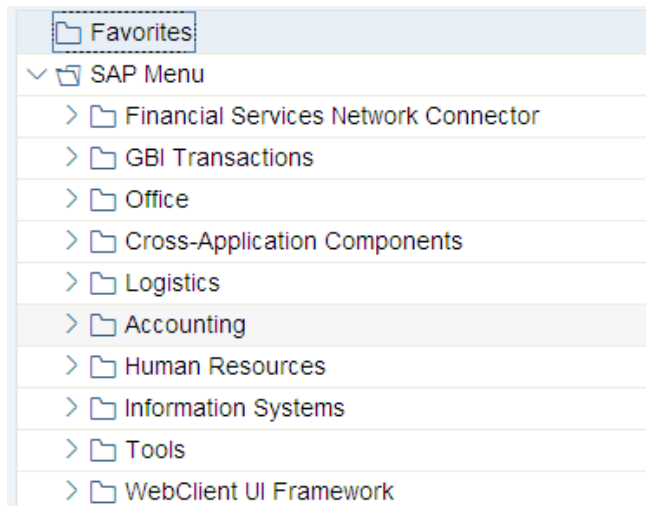 Favorites
SAP Menu
Financial Services Network Connector
GBI Transactions
Office
Cross-Application Components
Logistics
Accounting
Human Resources
Information Systems
Tools
WebClient UI Framework